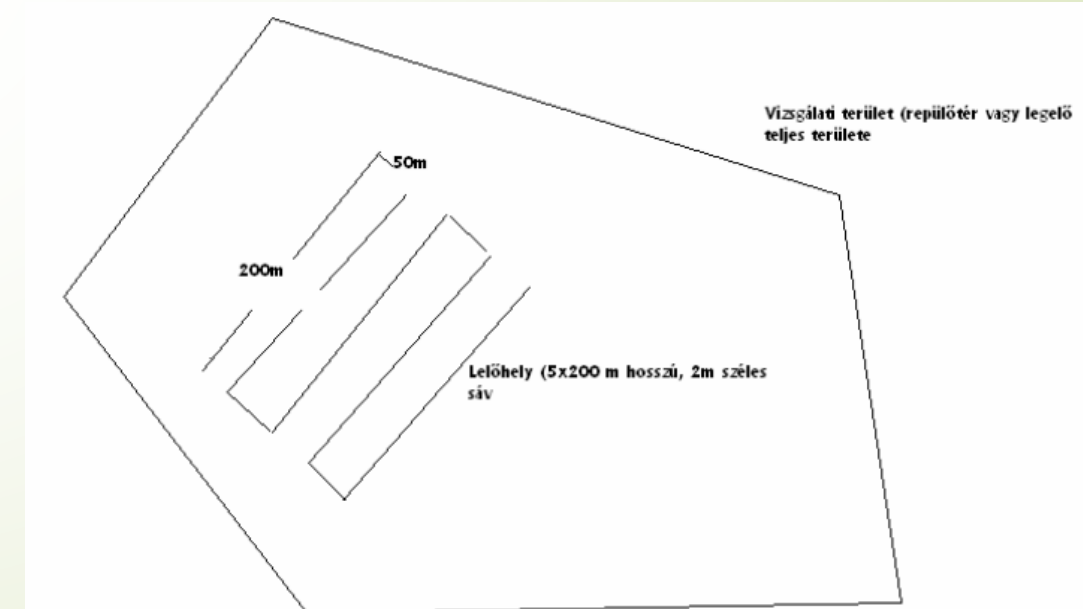 Vizsgálati terület (repülőtér vagy legelő
teljes területe
50m
200m
Lelőhely (5x200 m hosszú, 2m széles
sáv